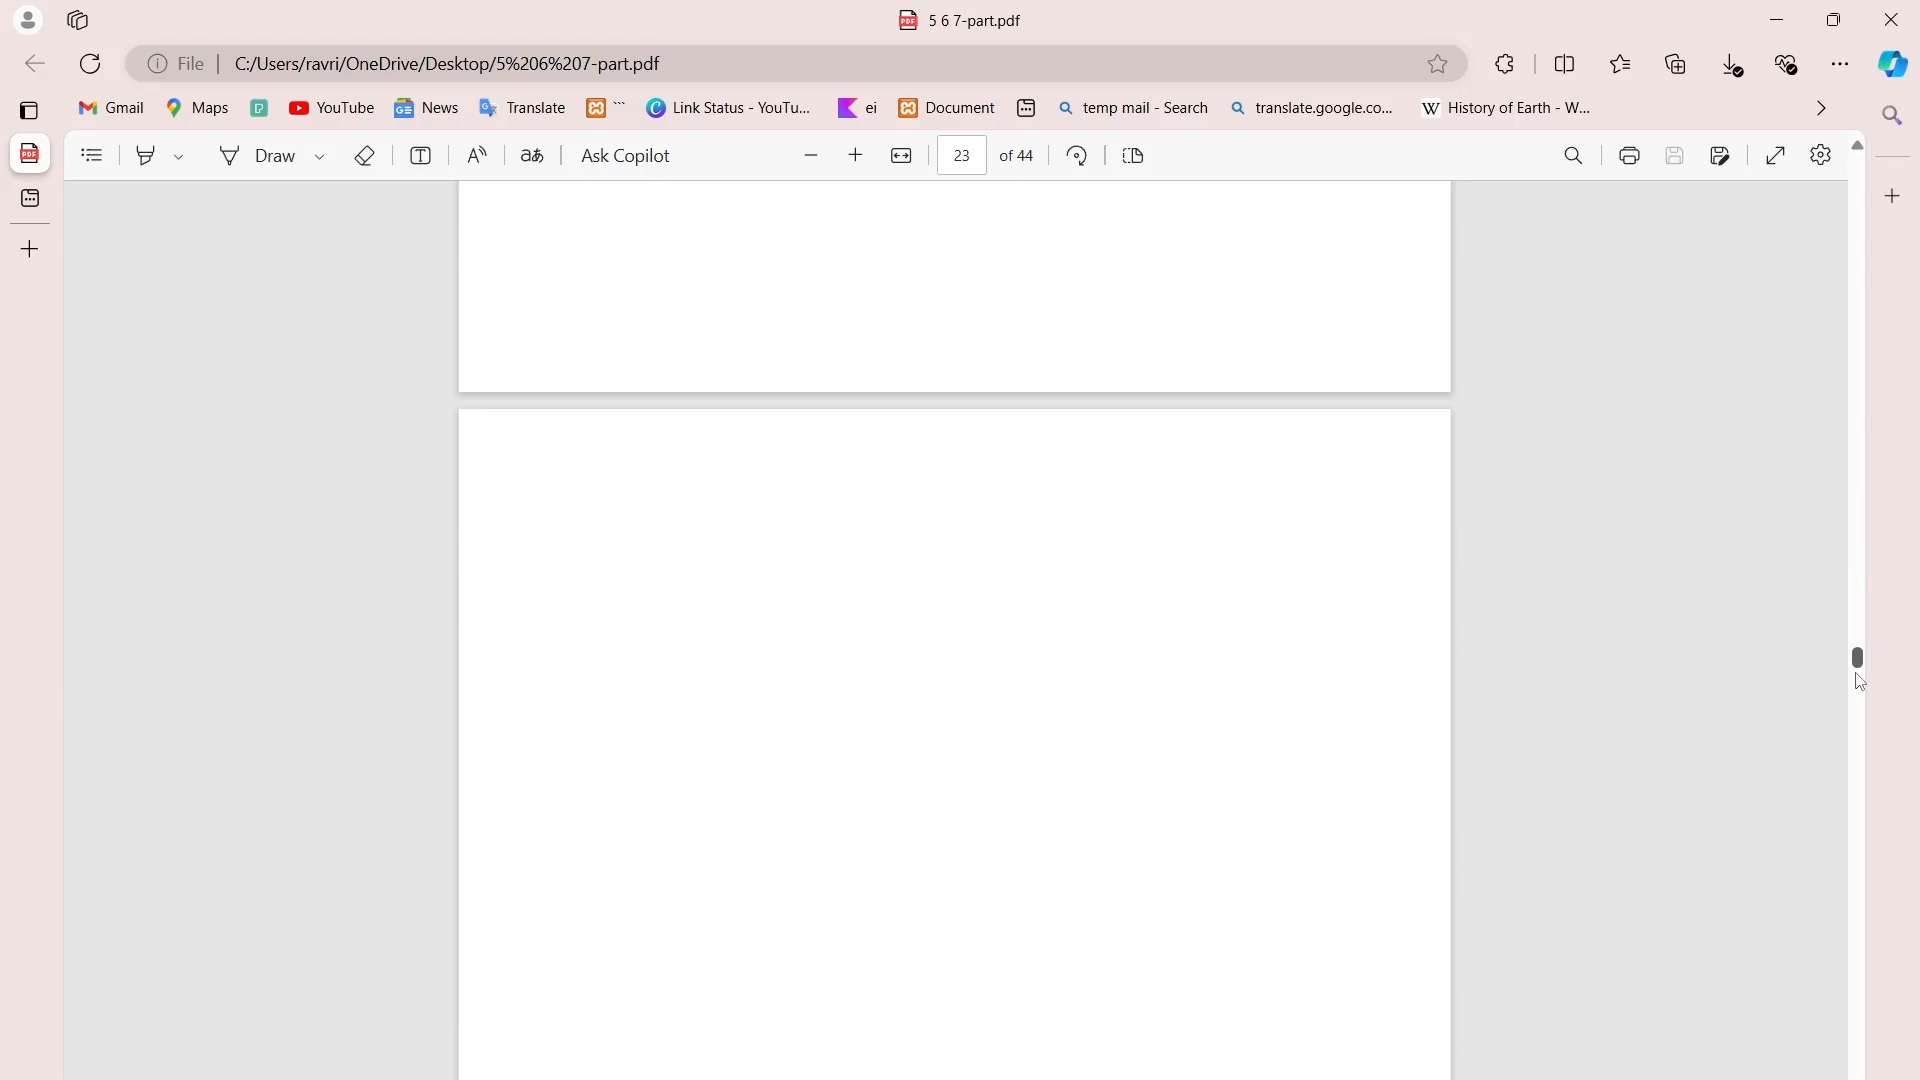 5 6 7-part.pdf
File C:/Users/ravri/OneDrive/Desktop/5%206%207-part.pdf
Gmail Maps YouTube News Translate ``` Link Status - YouTu... ei Document temp mail - Search translate.google.co... History of Earth - W...
Draw Ask Copilot 23 of 44